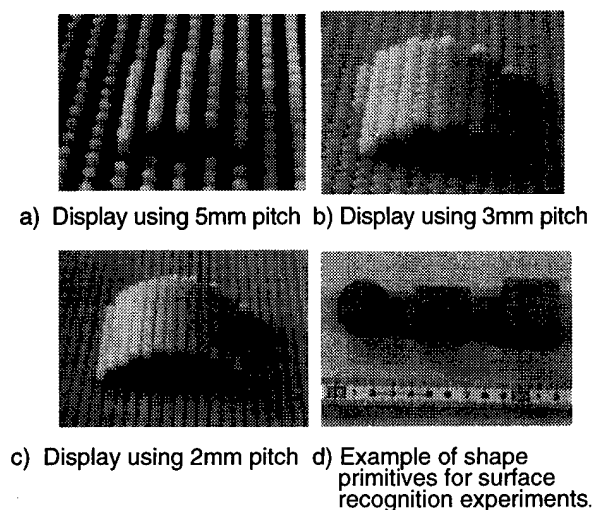 a) Display using 5mm pitch b) Display using 3mm pitch
c) Display using 2mm pitch d) Example of shape
primitives for surface
recognition experiments.